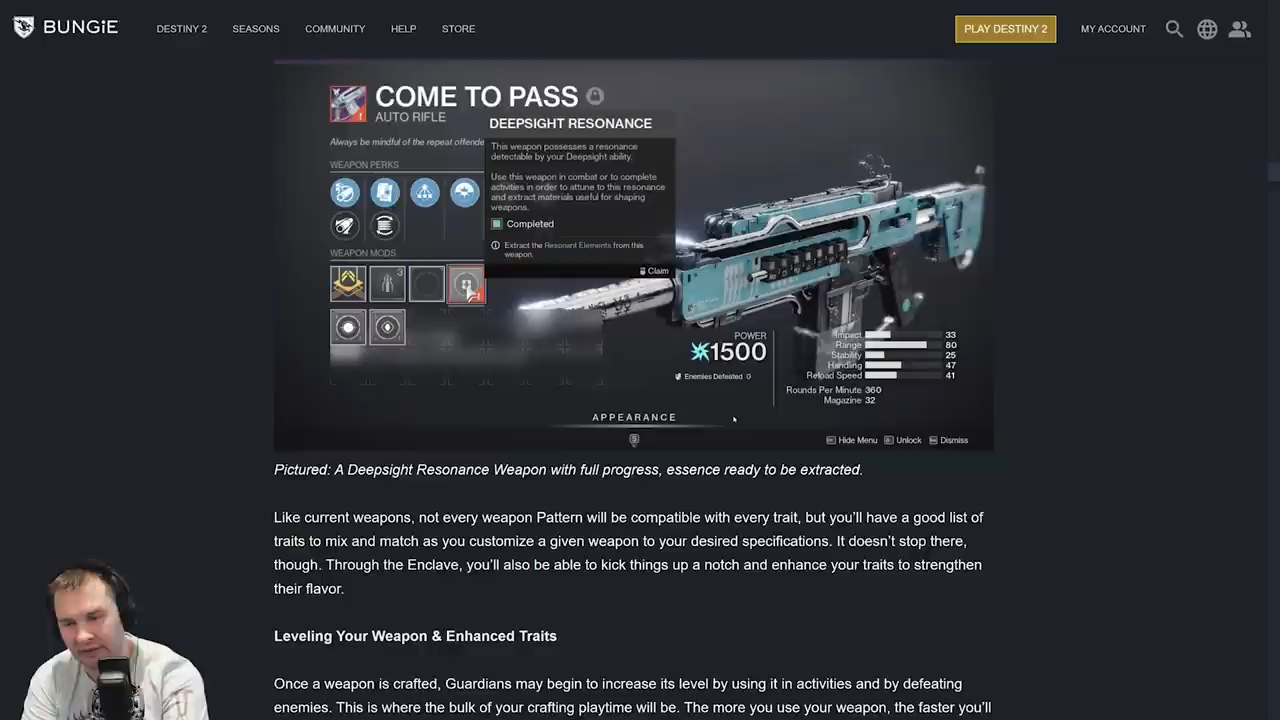 BUNGiE
DESTINY 2
SEASONS
COMMUNITY
HELP
STORE
PLAY DESTINY 2
MY ACCOUNT
COME TO PASS
AUTO RIFLE
Always be mindful of the repeat offende
WEAPON PERKS
DEEPSIGHT RESONANCE
This weapon possesses a resonance
detectable by your Deepsight ability.
Use this weapon in combat or to complete
activities in order to attune to this resonance
and extract materials useful for shaping
weapons.
Completed
Extract the Resonant Elements from this
weapon.
Claim
WEAPON MODS
3
POWER
1500
Enemies Defeated 0
Impact 33
Range 80
Stability 25
Handling 47
Reload Speed 41
Rounds Per Minute 360
Magazine 32
APPEARANCE
S
Hide Menu
Unlock
Dismiss
Pictured: A Deepsight Resonance Weapon with full progress, essence ready to be extracted.
Like current weapons, not every weapon Pattern will be compatible with every trait, but you’ll have a good list of
traits to mix and match as you customize a given weapon to your desired specifications. It doesn’t stop there,
though. Through the Enclave, you’ll also be able to kick things up a notch and enhance your traits to strengthen
their flavor.
Leveling Your Weapon & Enhanced Traits
Once a weapon is crafted, Guardians may begin to increase its level by using it in activities and by defeating
enemies. This is where the bulk of your crafting playtime will be. The more you use your weapon, the faster you’ll